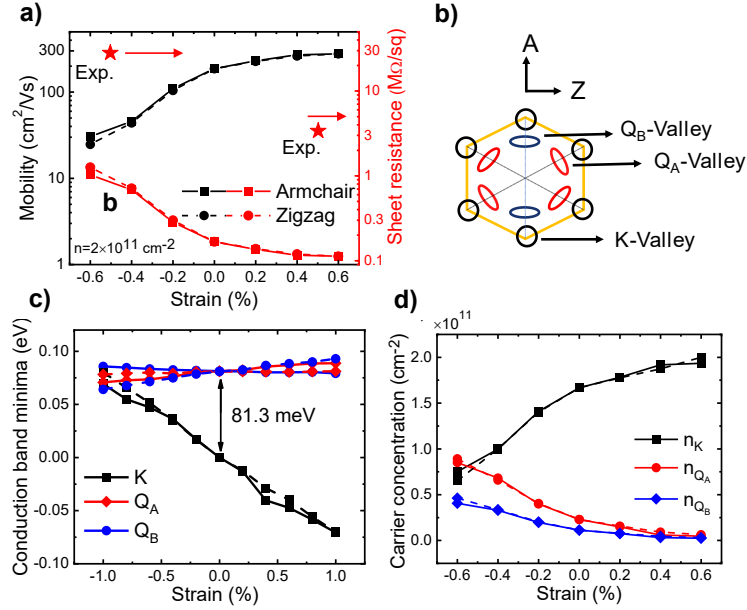 a)
300
100
10
1
Mobility (cm²/Vs)
Exp.
Exp.
b
Armchair
Zigzag
n=2×10¹¹ cm-2
30
10
3
1
0.3
0.1
Sheet resistance (MΩ/sq)
-0.6 -0.4 -0.2 0.0 0.2 0.4 0.6
Strain (%)
b)
A
Z
Q_B-Valley
Q_A-Valley
K-Valley
c)
Conduction band minima (eV)
0.10
0.05
0.00
-0.05
-0.10
81.3 meV
K
Q_A
Q_B
-1.0 -0.5 0.0 0.5 1.0
Strain (%)
d)
×10¹¹
Carrier concentration (cm⁻²)
2.0
1.5
1.0
0.5
0.0
n_K
n_Q_A
n_Q_B
-0.6 -0.4 -0.2 0.0 0.2 0.4 0.6
Strain (%)